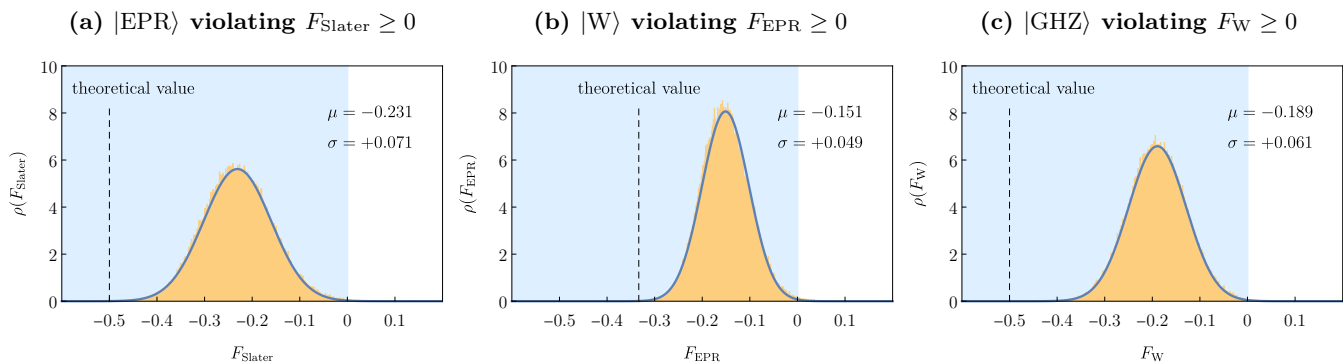 (a) |EPR⟩ violating F_Slater ≥ 0
10
8
6
4
2
0
ρ(F_Slater)
theoretical value
μ = −0.231
σ = +0.071
−0.5 −0.4 −0.3 −0.2 −0.1 0 0.1
F_Slater
(b) |W⟩ violating F_EPR ≥ 0
10
8
6
4
2
0
ρ(F_EPR)
theoretical value
μ = −0.151
σ = +0.049
−0.5 −0.4 −0.3 −0.2 −0.1 0 0.1
F_EPR
(c) |GHZ⟩ violating F_W ≥ 0
10
8
6
4
2
0
ρ(F_W)
theoretical value
μ = −0.189
σ = +0.061
−0.5 −0.4 −0.3 −0.2 −0.1 0 0.1
F_W